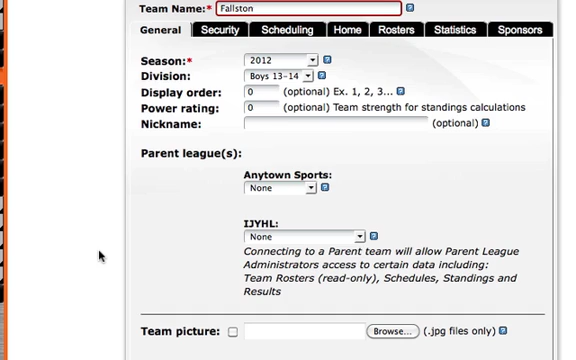 Team Name:* Fallston ?
General Security Scheduling Home Rosters Statistics Sponsors
Season:* 2012 ?
Division: Boys 13-14 ?
Display order: 0 (optional) Ex. 1, 2, 3... ?
Power rating: 0 (optional) Team strength for standings calculations
Nickname: (optional) ?
Parent league(s):
Anytown Sports:
None ?
IJYHL:
None ?
Connecting to a Parent team will allow Parent League
Administrators access to certain data including:
Team Rosters (read-only), Schedules, Standings and
Results
Team picture: Browse... (.jpg files only) ?